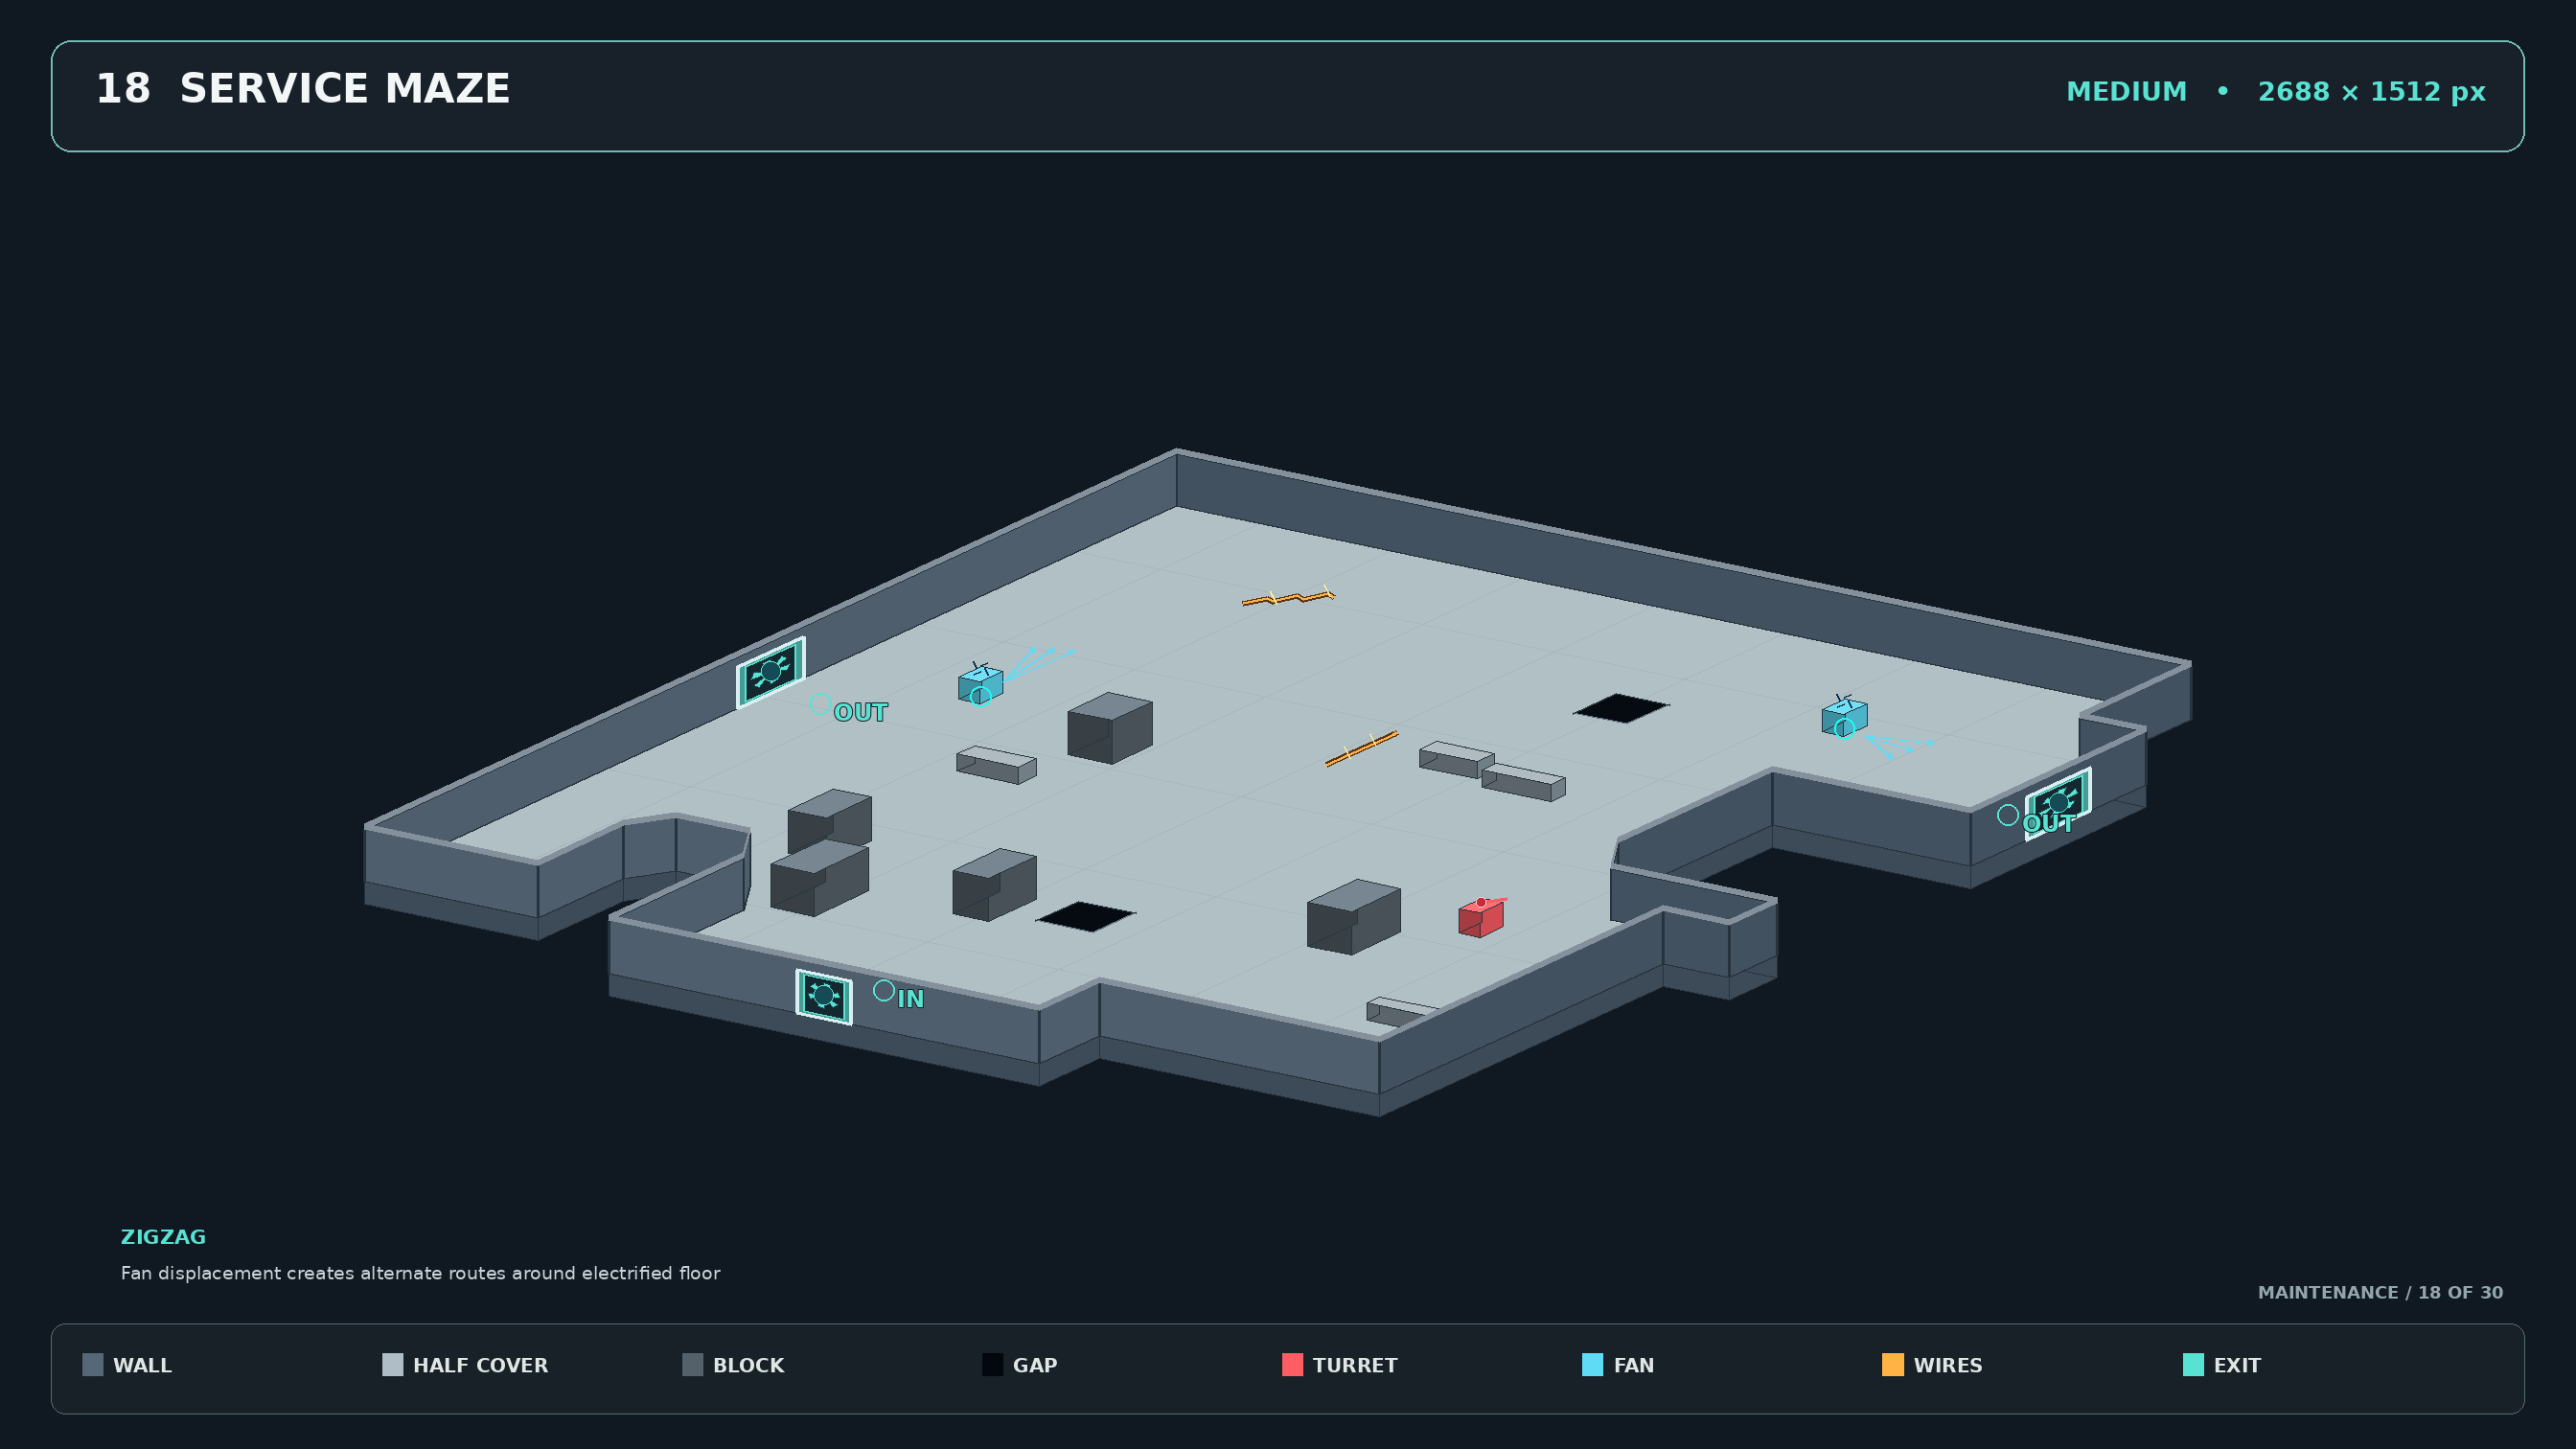 18 SERVICE MAZE
MEDIUM • 2688 × 1512 px
OUT
OUT
IN
ZIGZAG
Fan displacement creates alternate routes around electrified floor
MAINTENANCE / 18 OF 30
WALL
HALF COVER
BLOCK
GAP
TURRET
FAN
WIRES
EXIT